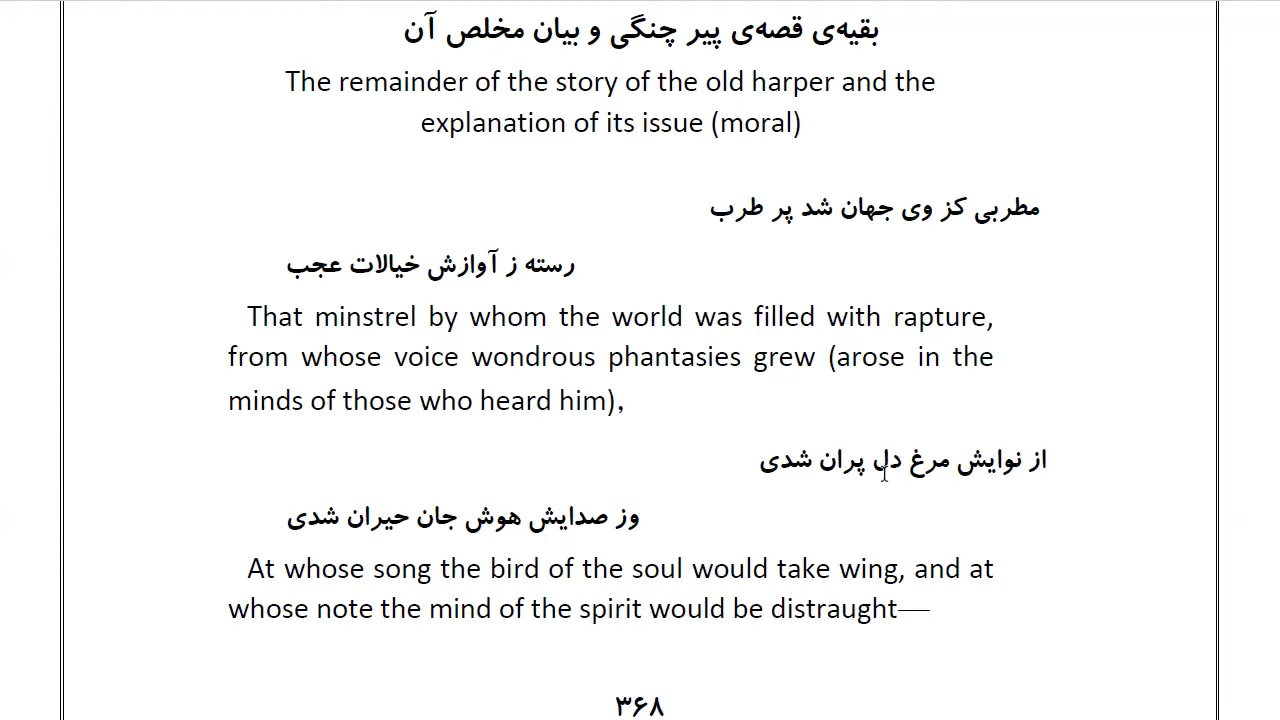 بقیه‌ی قصه‌ی پیر چنگی و بیان مخلص آن
The remainder of the story of the old harper and the
explanation of its issue (moral)
مطربی کز وی جهان شد پر طرب
رسته ز آوازش خیالات عجب
That minstrel by whom the world was filled with rapture,
from whose voice wondrous phantasies grew (arose in the
minds of those who heard him),
از نوایش مرغ دل پران شدی
وز صدایش هوش جان حیران شدی
At whose song the bird of the soul would take wing, and at
whose note the mind of the spirit would be distraught—
۳۶۸